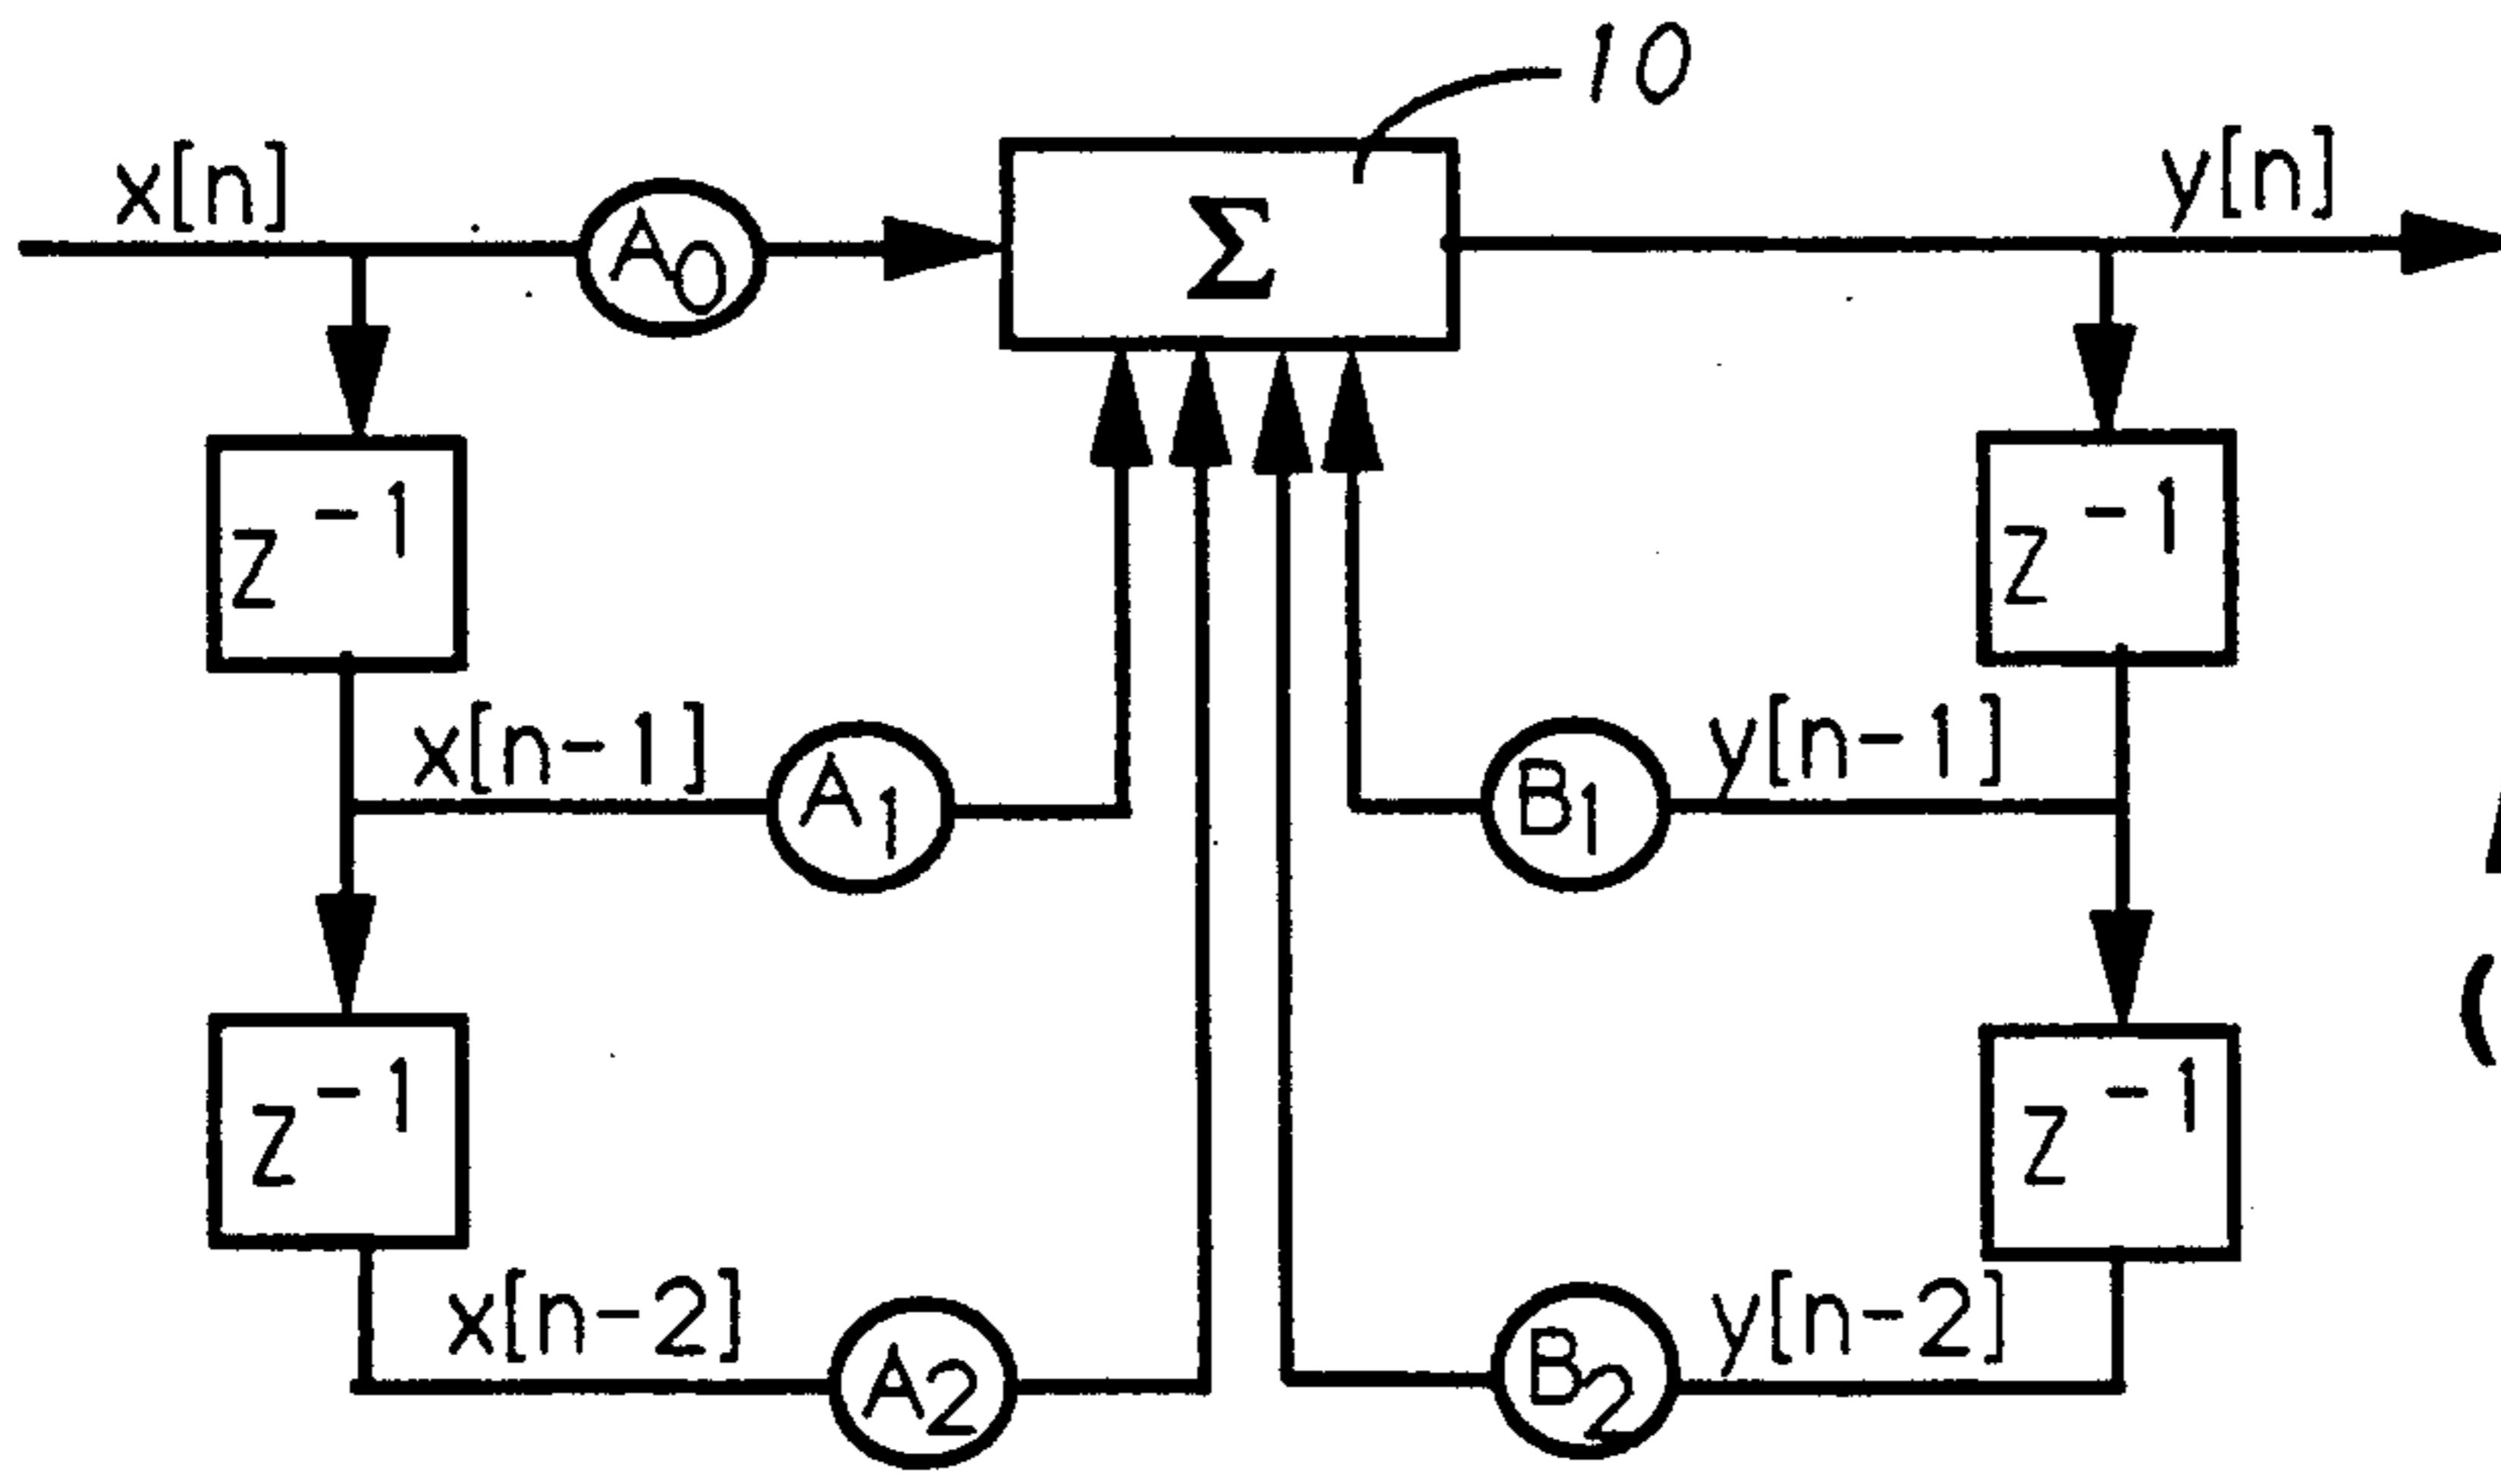 10
x[n]
A0
Σ
y[n]
z-1
z-1
x[n-1]
A1
B1
y[n-1]
z-1
z-1
x[n-2]
A2
B2
y[n-2]
(